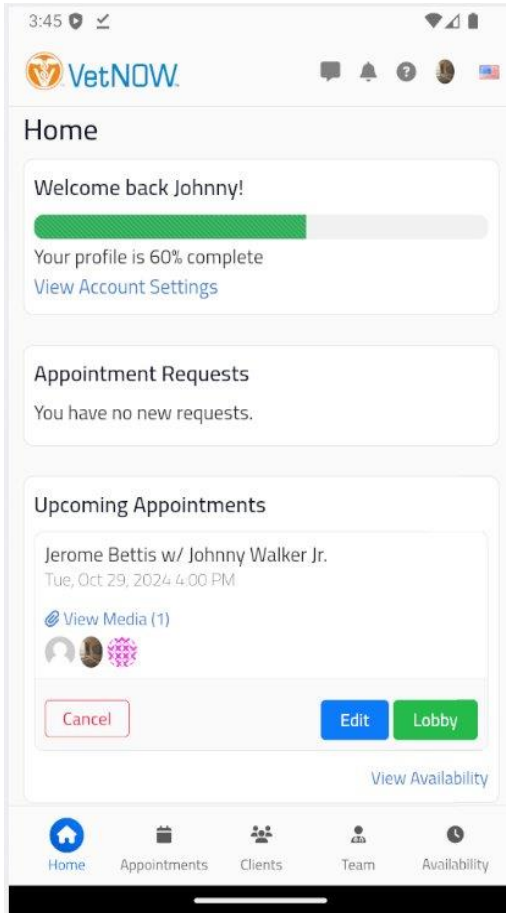 3:45
VetNOW
Home
Welcome back Johnny!
Your profile is 60% complete
View Account Settings
Appointment Requests
You have no new requests.
Upcoming Appointments
Jerome Bettis w/ Johnny Walker Jr.
Tue, Oct 29, 2024 4:00 PM
View Media (1)
Cancel Edit Lobby
View Availability
Home Appointments Clients Team Availability